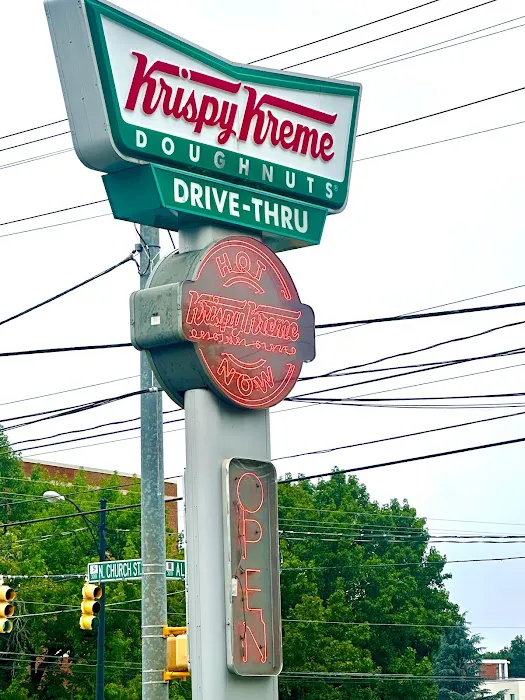 Krispy Kreme
DOUGHNUTS
DRIVE-THRU
HOT
Krispy Kreme
NOW
OPEN
N. CHURCH ST.